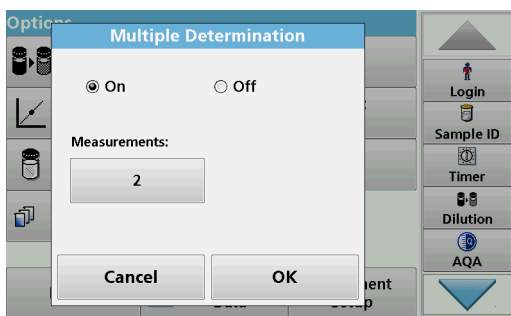 Options
Multiple Determination
On
Off
Measurements:
2
Cancel
OK
Login
Sample ID
Timer
Dilution
AQA